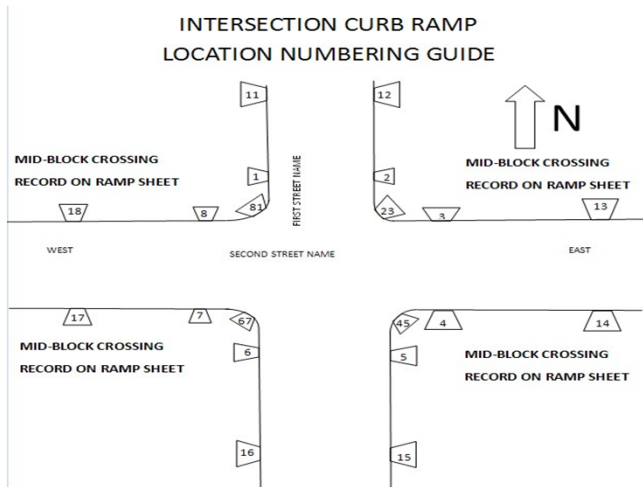 INTERSECTION CURB RAMP
LOCATION NUMBERING GUIDE
11
12
N
MID-BLOCK CROSSING
RECORD ON RAMP SHEET
FIRST STREET NAME
MID-BLOCK CROSSING
RECORD ON RAMP SHEET
1
2
18
8
81
23
3
13
WEST
SECOND STREET NAME
EAST
17
7
67
45
4
14
MID-BLOCK CROSSING
RECORD ON RAMP SHEET
6
5
MID-BLOCK CROSSING
RECORD ON RAMP SHEET
16
15